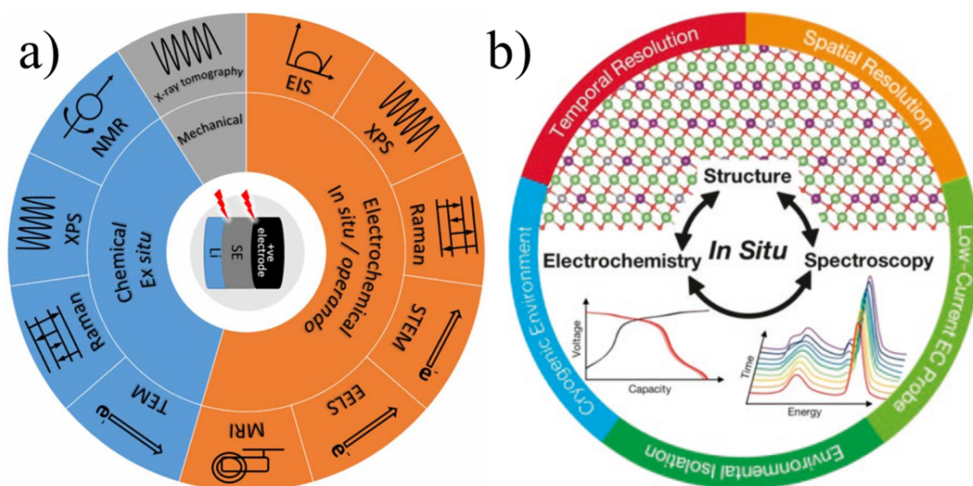 a)
X-ray tomography
Mechanical
EIS
XPS
Raman
STEM
EELS
MRI
Electrochemical
In situ / operando
NMR
XPS
Raman
TEM
Chemical
Ex situ
Li
SE
+ve
electrode
e
e
e
b)
Temporal Resolution
Spatial Resolution
Low-Current EC Probe
Environmental Isolation
Cryogenic Environment
Structure
Electrochemistry
In Situ
Spectroscopy
Voltage
Capacity
Time
Energy